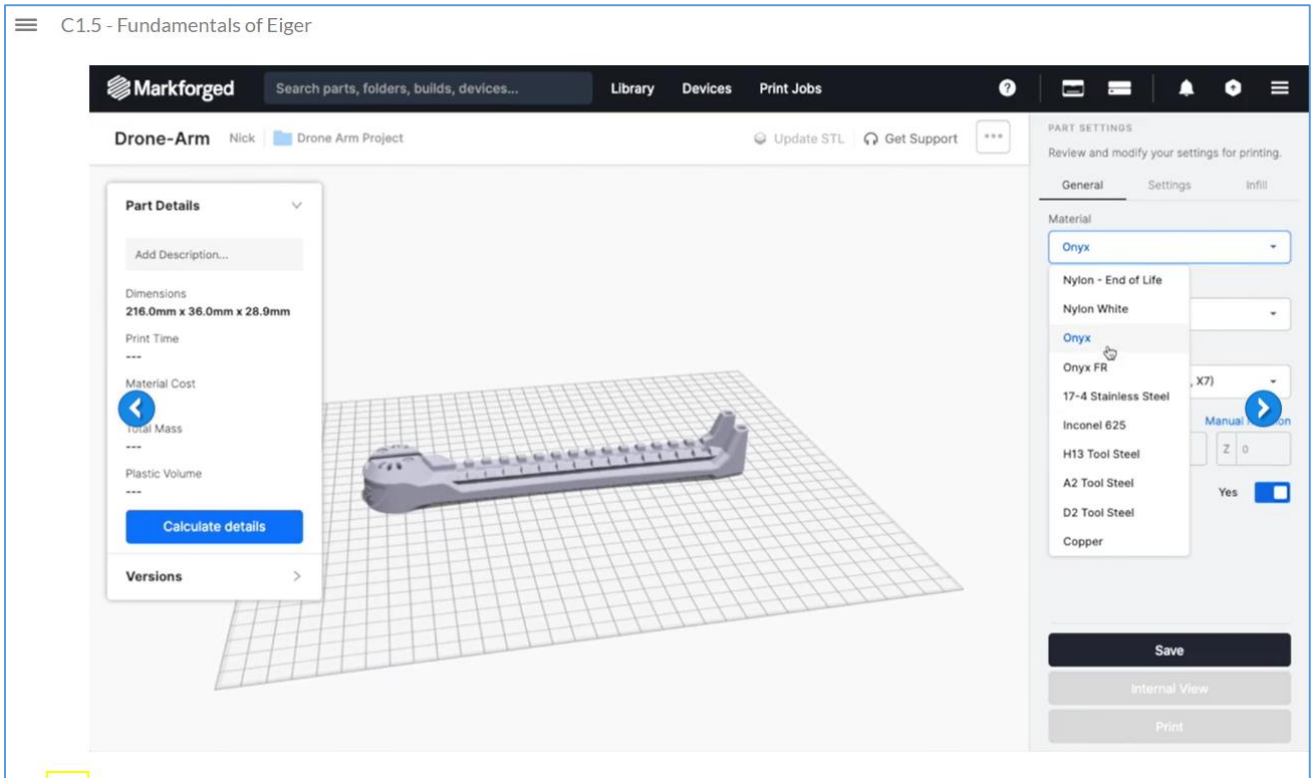 C1.5 - Fundamentals of Eiger
Markforged
Search parts, folders, builds, devices...
Library
Devices
Print Jobs
Drone-Arm
Nick
Drone Arm Project
Update STL
Get Support
Part Details
Add Description...
Dimensions
216.0mm x 36.0mm x 28.9mm
Print Time
---
Material Cost
Total Mass
---
Plastic Volume
---
Calculate details
Versions
PART SETTINGS
Review and modify your settings for printing.
General
Settings
Infill
Material
Onyx
Nylon - End of Life
Nylon White
Onyx
Onyx FR
17-4 Stainless Steel
, X7)
Inconel 625
Manual
H13 Tool Steel
Z 0
A2 Tool Steel
Yes
D2 Tool Steel
Copper
Save
Internal View
Print